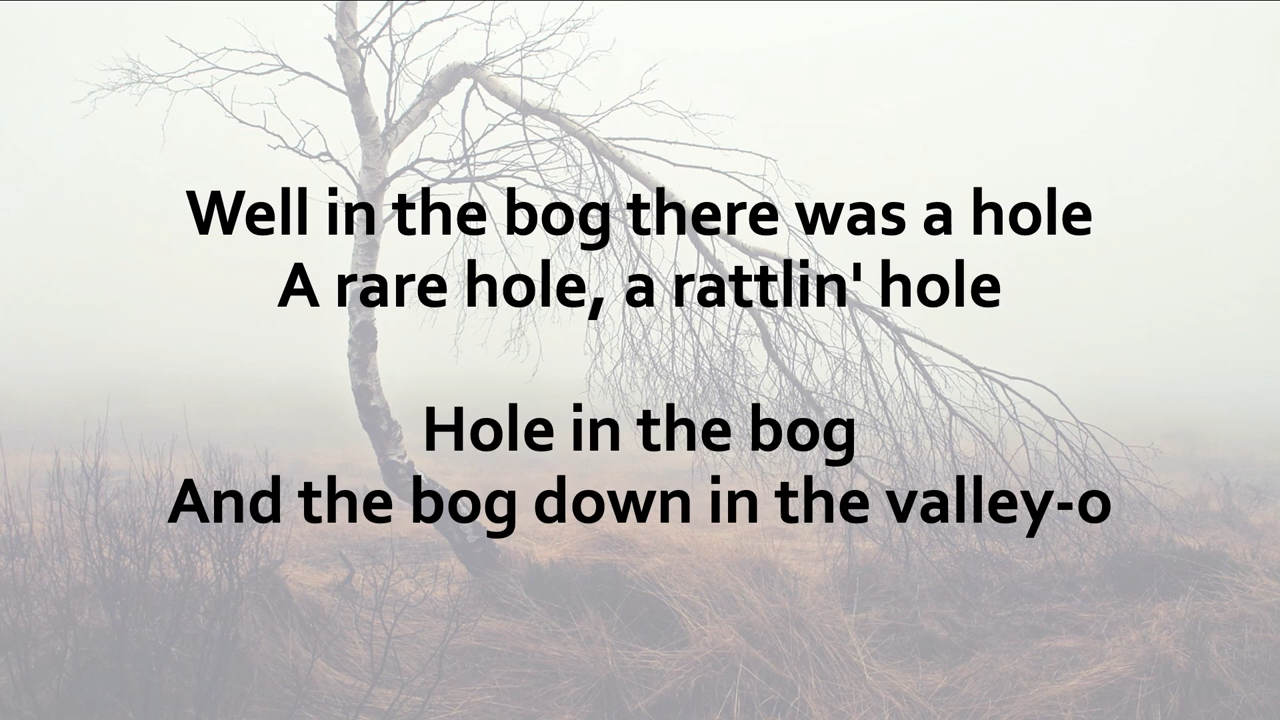 Well in the bog there was a hole
A rare hole, a rattlin' hole
Hole in the bog
And the bog down in the valley-o